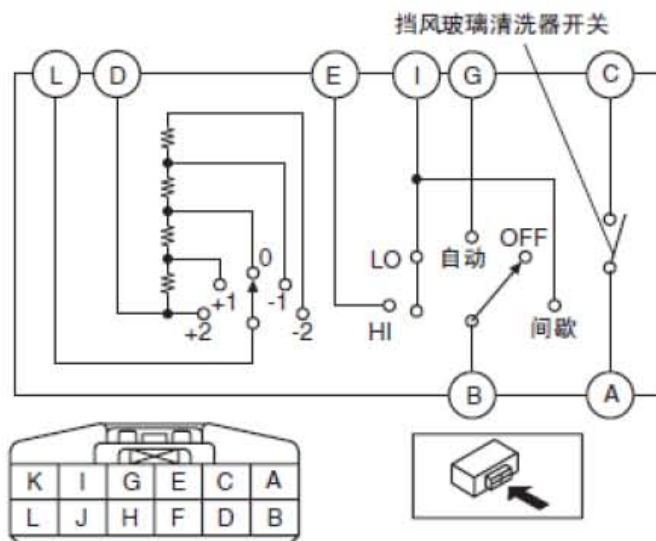 挡风玻璃清洗器开关
L D E I G C
0
+1 -1
+2 -2
LO 自动 OFF
HI 间歇
B A
K I G E C A
L J H F D B